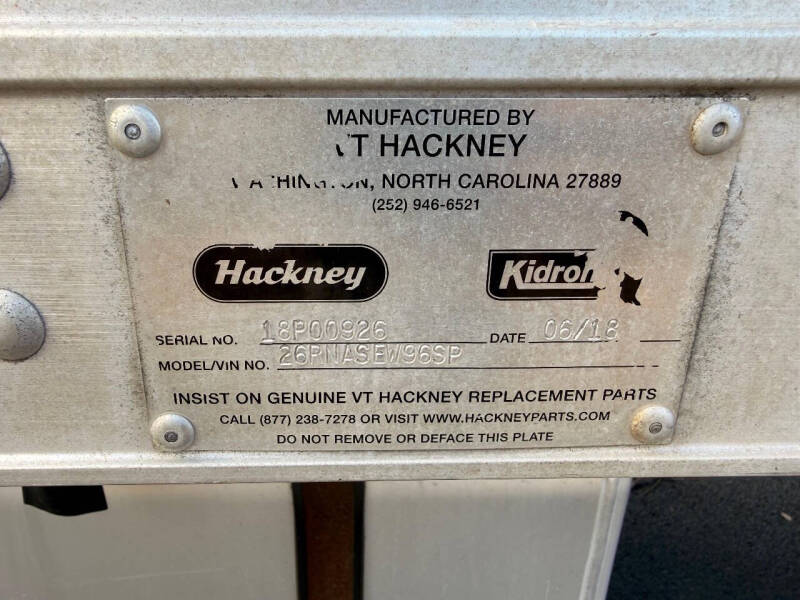 MANUFACTURED BY
VT HACKNEY
WASHINGTON, NORTH CAROLINA 27889
(252) 946-6521
Hackney Kidron
SERIAL NO. 18P00926 DATE 06/18
MODEL/VIN NO. 26RNASEW96SP
INSIST ON GENUINE VT HACKNEY REPLACEMENT PARTS
CALL (877) 238-7278 OR VISIT WWW.HACKNEYPARTS.COM
DO NOT REMOVE OR DEFACE THIS PLATE